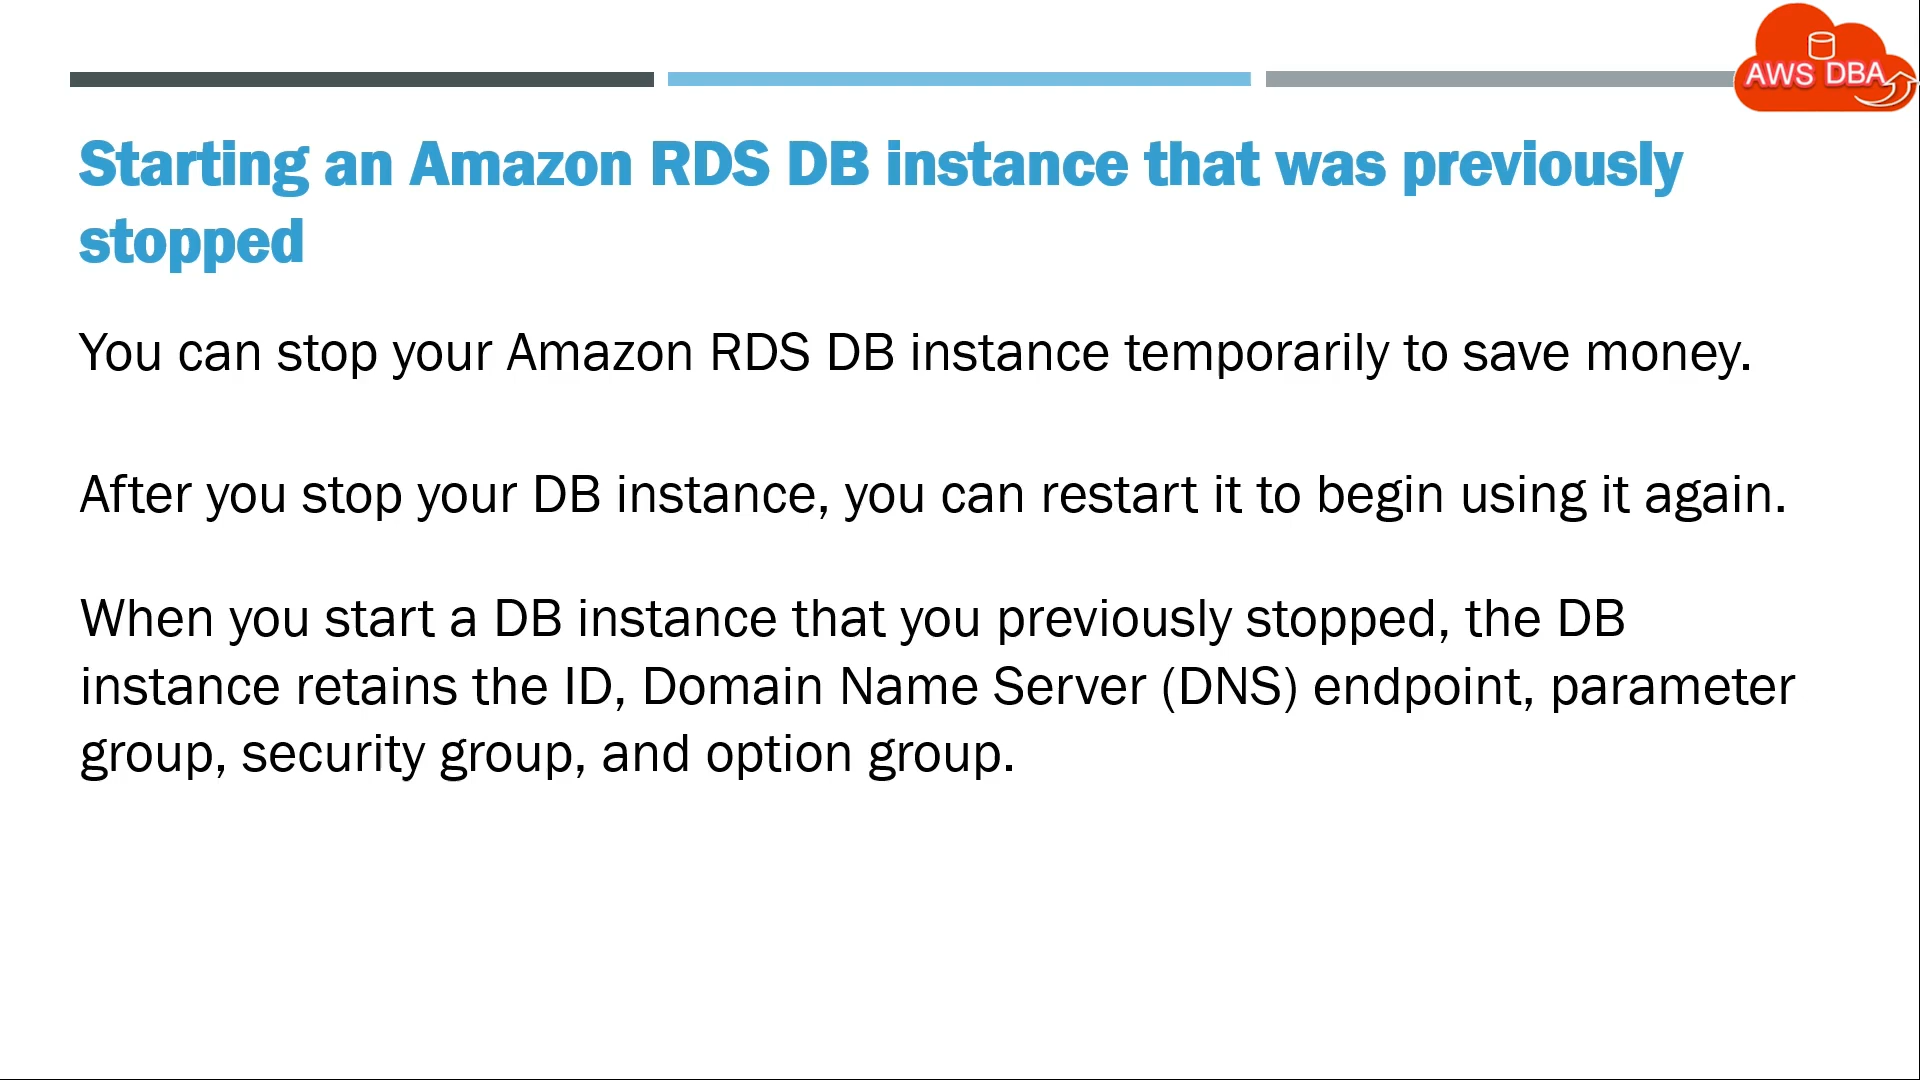 AWS DBA
Starting an Amazon RDS DB instance that was previously
stopped
You can stop your Amazon RDS DB instance temporarily to save money.
After you stop your DB instance, you can restart it to begin using it again.
When you start a DB instance that you previously stopped, the DB
instance retains the ID, Domain Name Server (DNS) endpoint, parameter
group, security group, and option group.